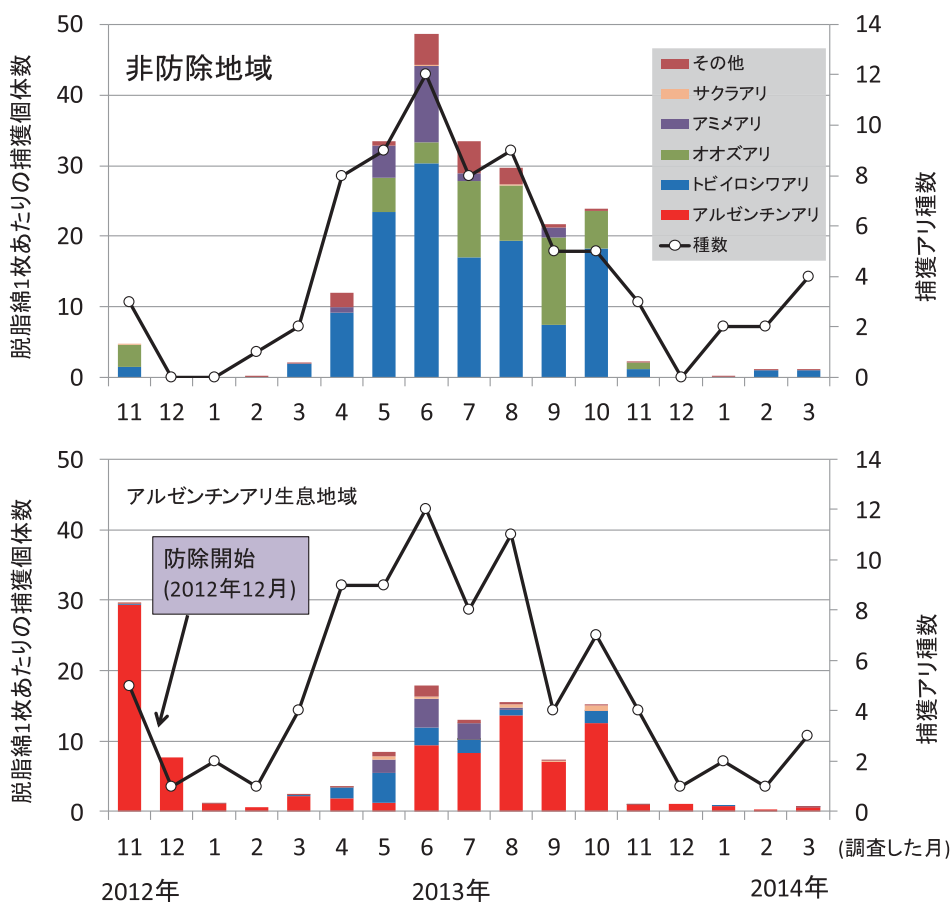 脱脂綿1枚あたりの捕獲個体数
50
40
30
20
10
0
非防除地域
その他
サクラアリ
アミメアリ
オオズアリ
トビイロシワアリ
アルゼンチンアリ
種数
14
12
10
8
6
4
2
0
捕獲アリ種数
11 12 1 2 3 4 5 6 7 8 9 10 11 12 1 2 3
脱脂綿1枚あたりの捕獲個体数
50
40
30
20
10
0
アルゼンチンアリ生息地域
防除開始
(2012年12月)
14
12
10
8
6
4
2
0
捕獲アリ種数
11 12 1 2 3 4 5 6 7 8 9 10 11 12 1 2 3 (調査した月)
2012年 2013年 2014年